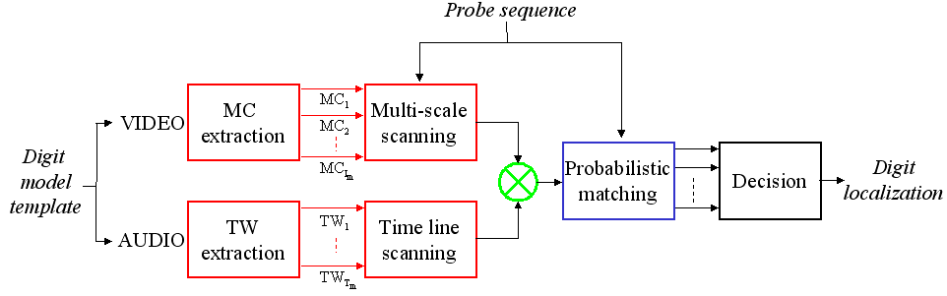 Probe sequence
Digit
model
template
VIDEO
MC
extraction
MC1
MC2
MCIm
Multi-scale
scanning
AUDIO
TW
extraction
TW1
TWTm
Time line
scanning
Probabilistic
matching
Decision
Digit
localization